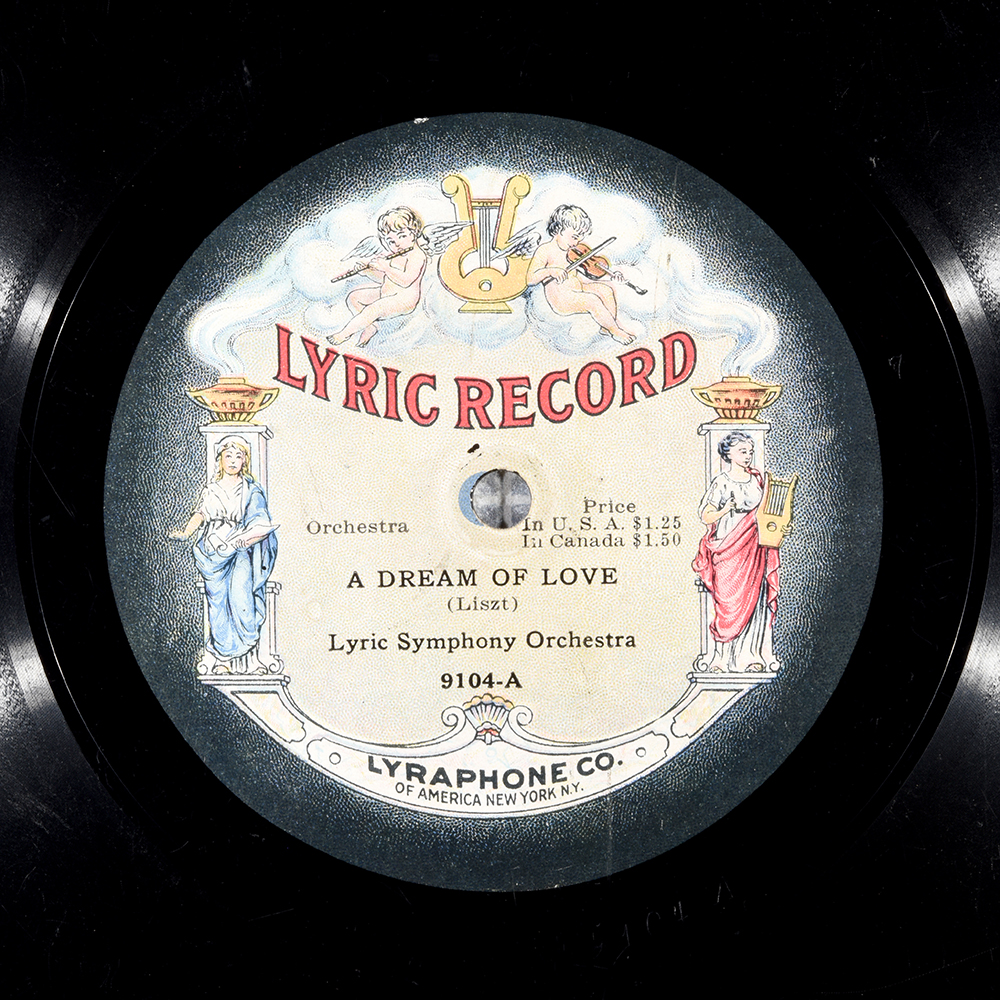 LYRIC RECORD
Orchestra
Price
In U. S. A. $1.25
In Canada $1.50
A DREAM OF LOVE
(Liszt)
Lyric Symphony Orchestra
9104-A
LYRAPHONE CO.
OF AMERICA NEW YORK N.Y.